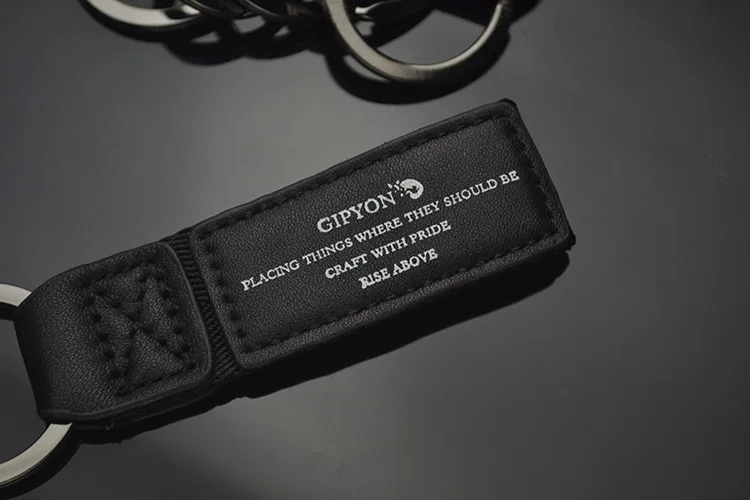 GIPYON
PLACING THINGS WHERE THEY SHOULD BE
CRAFT WITH PRIDE
RISE ABOVE